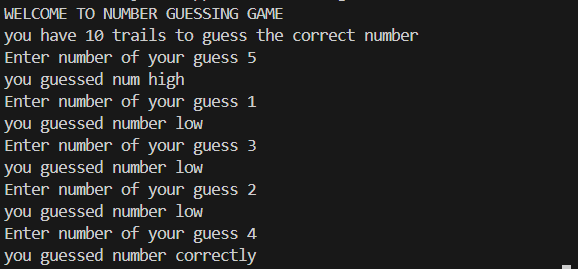 WELCOME TO NUMBER GUESSING GAME
you have 10 trails to guess the correct number
Enter number of your guess 5
you guessed num high
Enter number of your guess 1
you guessed number low
Enter number of your guess 3
you guessed number low
Enter number of your guess 2
you guessed number low
Enter number of your guess 4
you guessed number correctly